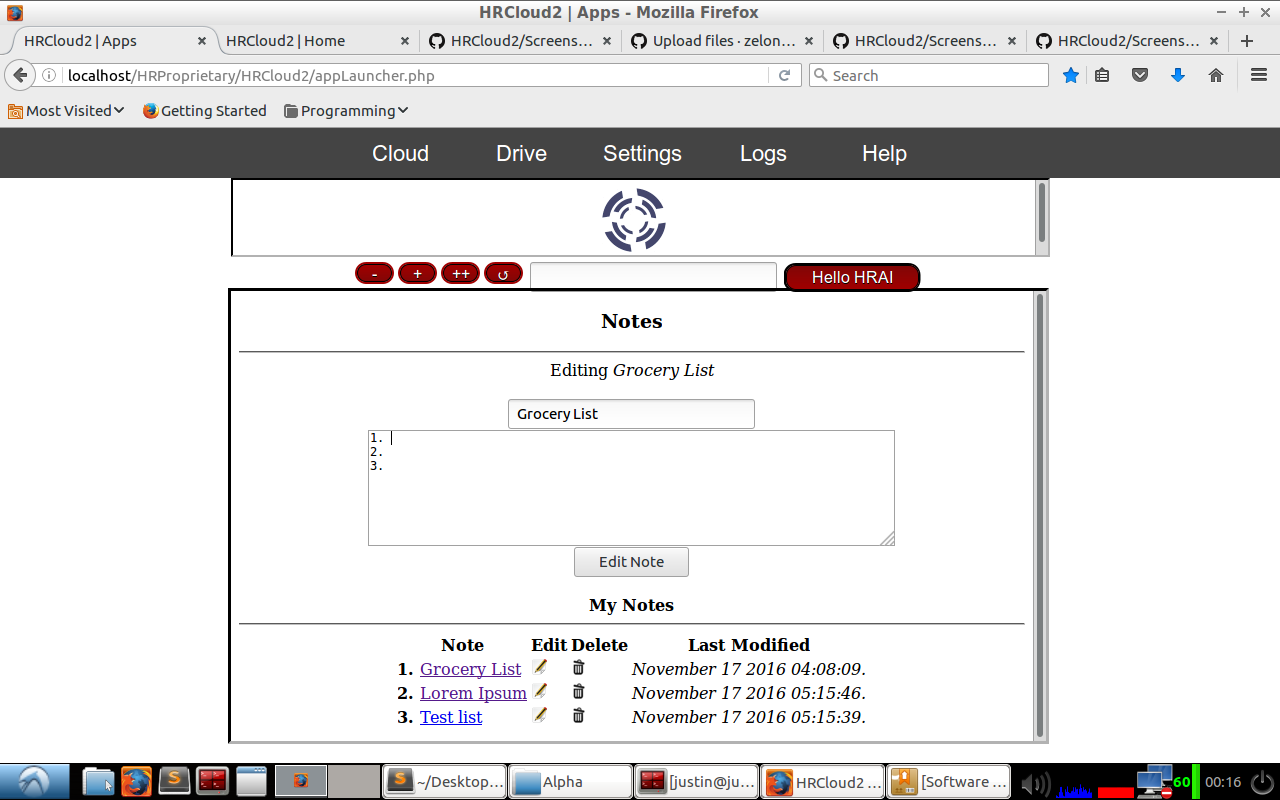 HRCloud2 | Apps - Mozilla Firefox
HRCloud2 | Apps
HRCloud2 | Home
HRCloud2/Screens...
Upload files · zelon...
HRCloud2/Screens...
HRCloud2/Screens...
localhost/HRProprietary/HRCloud2/appLauncher.php
Search
Most Visited
Getting Started
Programming
Cloud Drive Settings Logs Help
- + ++ ↺ Hello HRAI
Notes
Editing Grocery List
Grocery List
1.
2.
3.
Edit Note
My Notes
Note Edit Delete Last Modified
1. Grocery List November 17 2016 04:08:09.
2. Lorem Ipsum November 17 2016 05:15:46.
3. Test list November 17 2016 05:15:39.
~/Desktop...
Alpha
[justin@ju...
HRCloud2 ...
[Software ...
60
00:16